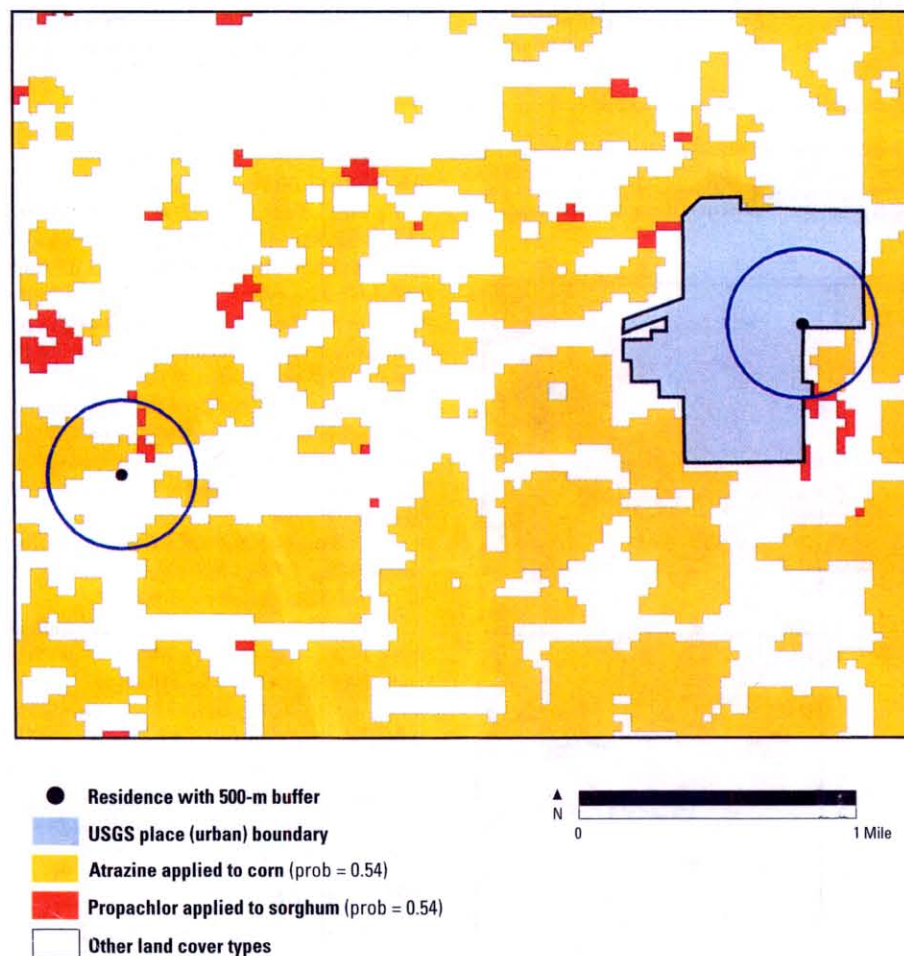 Residence with 500-m buffer
USGS place (urban) boundary
Atrazine applied to corn (prob = 0.54)
Propachlor applied to sorghum (prob = 0.54)
Other land cover types
N
0 1 Mile